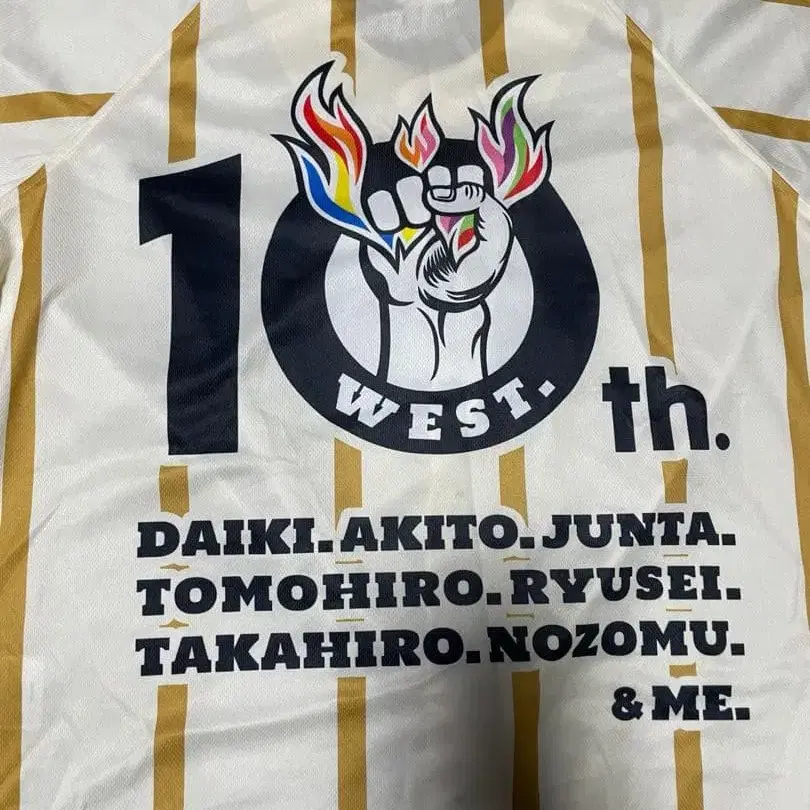 10th.
WEST.
DAIKI. AKITO. JUNTA.
TOMOHIRO. RYUSEI.
TAKAHIRO. NOZOMU.
& ME.